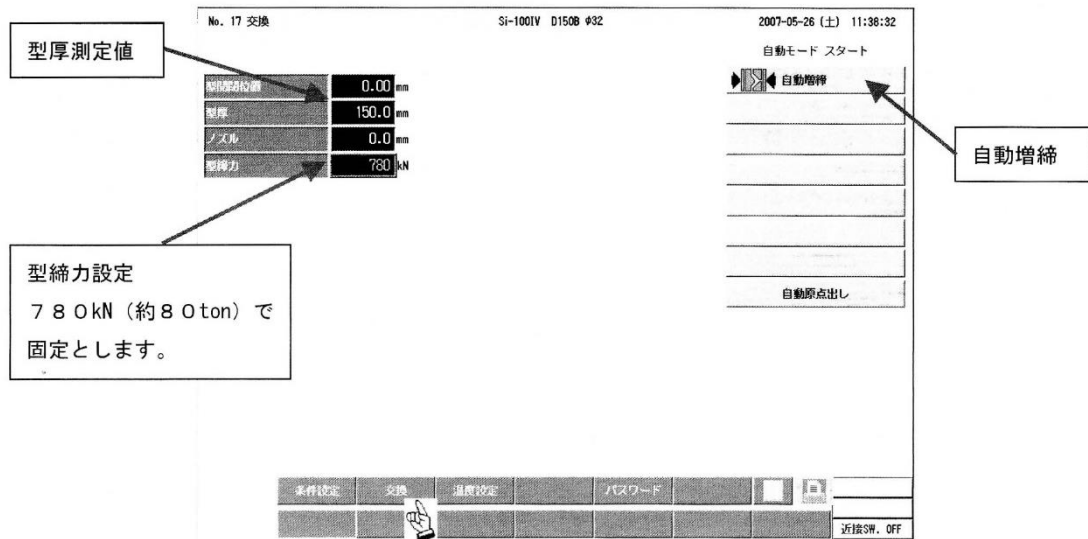 No. 17 交換
Si-100IV D150B φ32
2007-05-26 (土) 11:38:32
型厚測定値
自動モード スタート
型開閉位置 0.00 mm
自動増締
型厚 150.0 mm
ノズル 0.0 mm
型締力 780 kN
自動増締
型締力設定
７８０kN（約８０ton）で
固定とします。
自動原点出し
条件設定 交換 温度設定 パスワード
近接SW. OFF